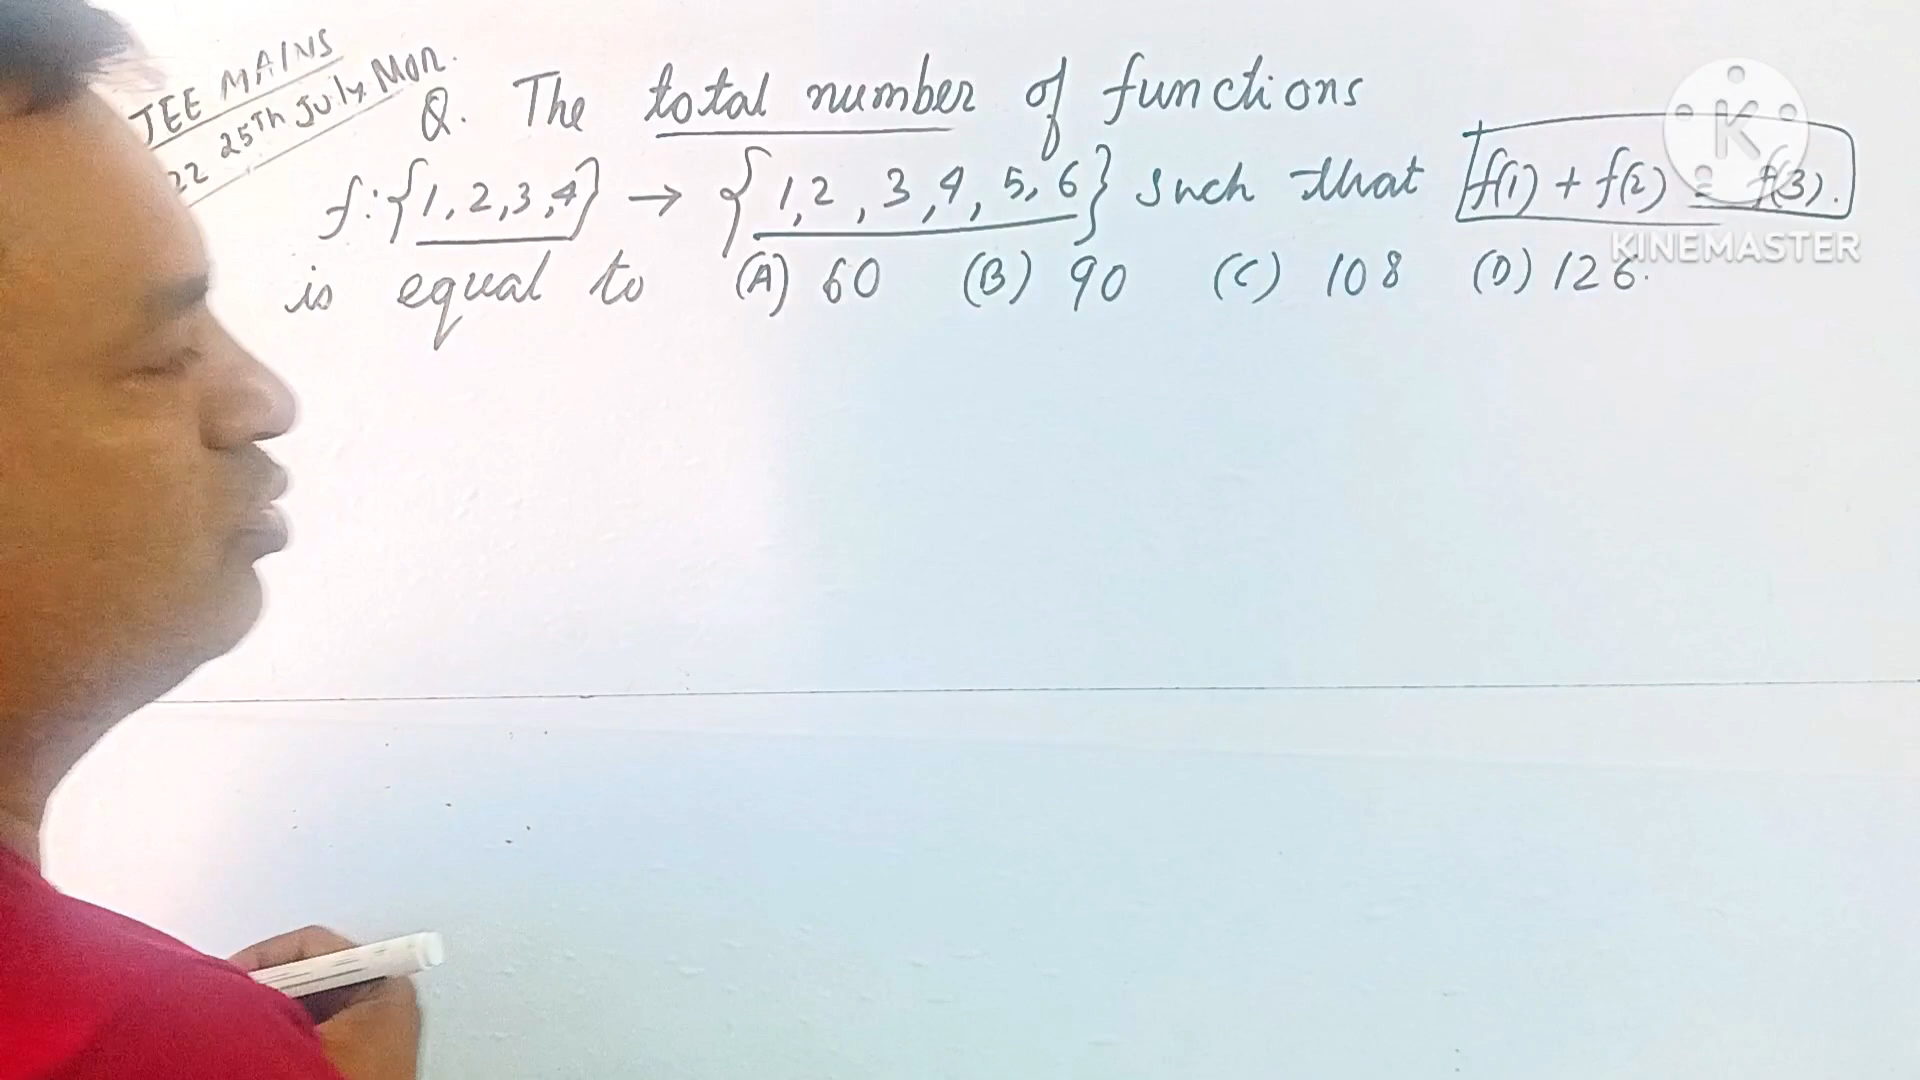 JEE MAINS
22 25Th July Mon.
Q. The total number of functions
f:{1,2,3,4} → {1,2,3,4,5,6} such that f(1) + f(2) = f(3).
is equal to (A) 60 (B) 90 (C) 108 (D) 126.
K
KINEMASTER